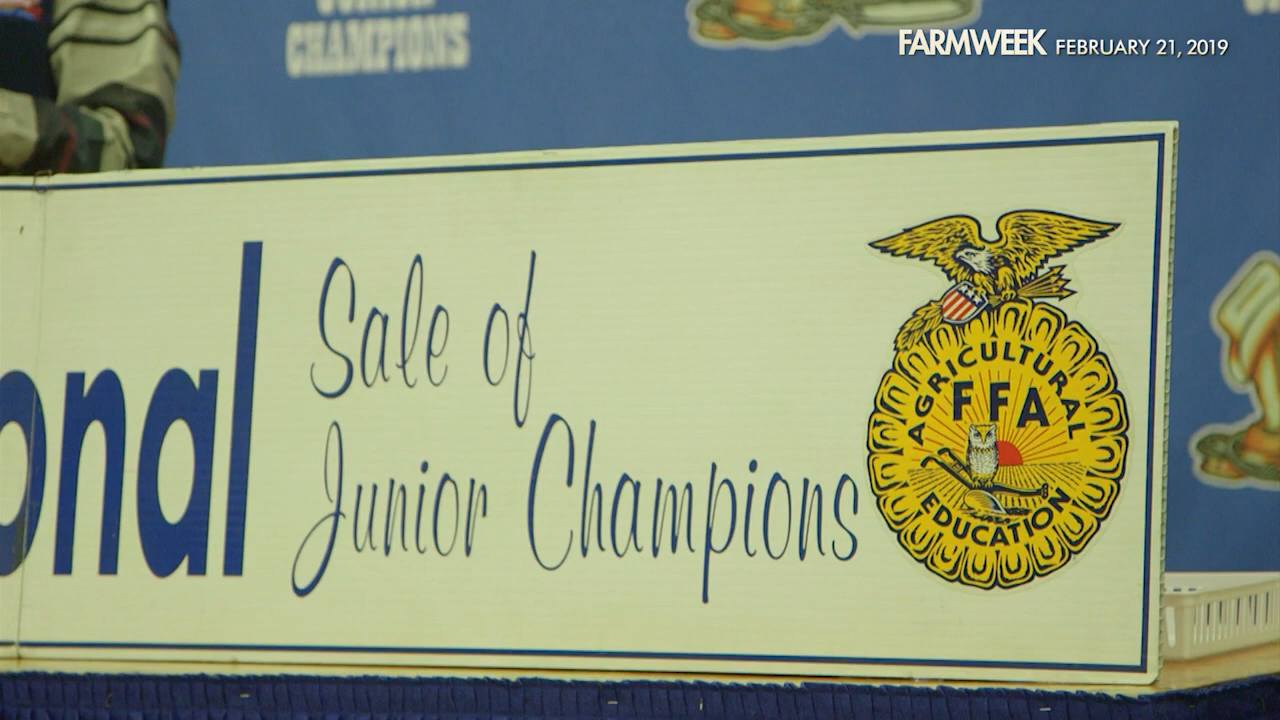 CHAMPIONS
FARMWEEK FEBRUARY 21, 2019
onal
Sale of
Junior Champions
AGRICULTURAL
FFA
EDUCATION